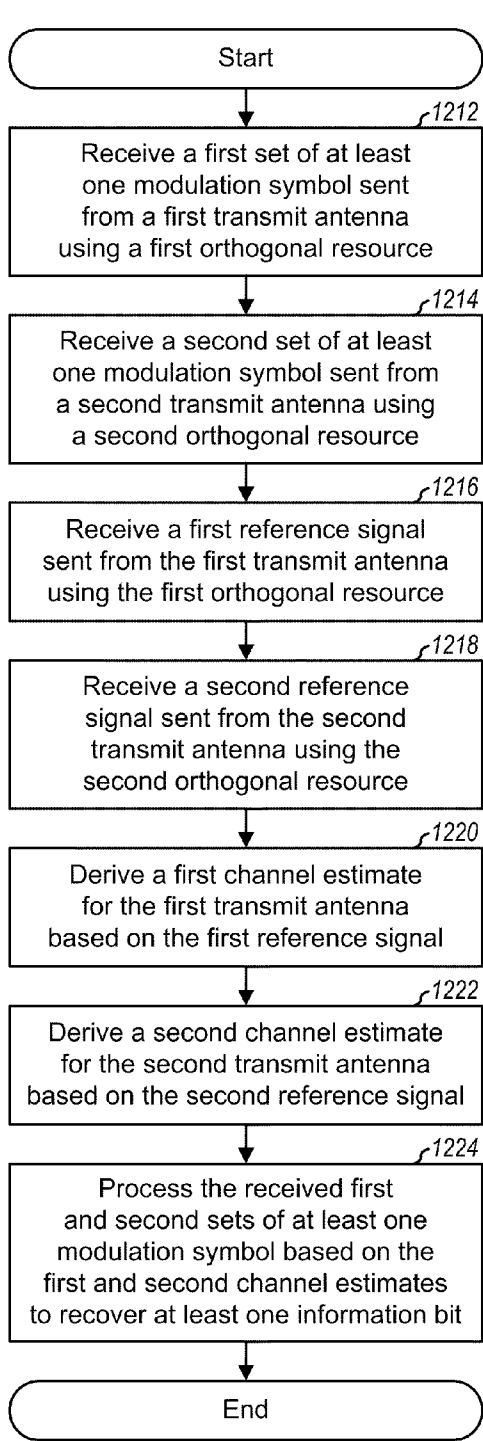 Start
1212
Receive a first set of at least
one modulation symbol sent
from a first transmit antenna
using a first orthogonal resource
1214
Receive a second set of at least
one modulation symbol sent from
a second transmit antenna using
a second orthogonal resource
1216
Receive a first reference signal
sent from the first transmit antenna
using the first orthogonal resource
1218
Receive a second reference
signal sent from the second
transmit antenna using the
second orthogonal resource
1220
Derive a first channel estimate
for the first transmit antenna
based on the first reference signal
1222
Derive a second channel estimate
for the second transmit antenna
based on the second reference signal
1224
Process the received first
and second sets of at least one
modulation symbol based on the
first and second channel estimates
to recover at least one information bit
End